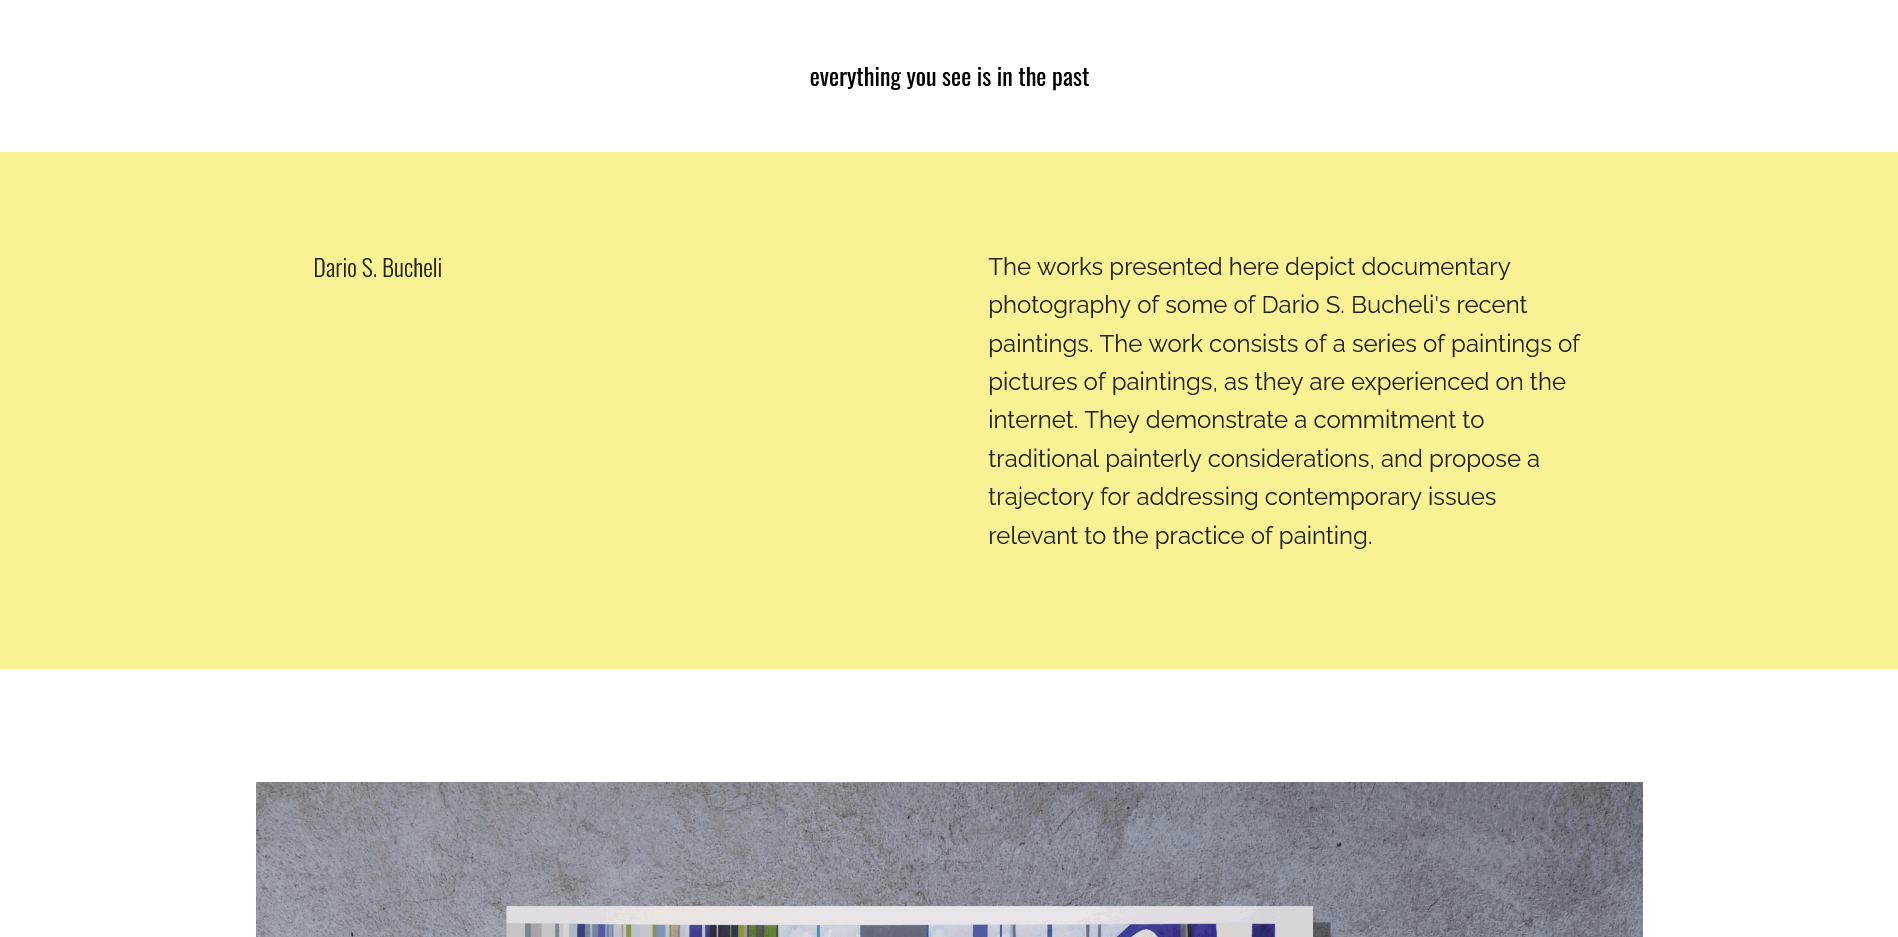 everything you see is in the past
Dario S. Bucheli
The works presented here depict documentary
photography of some of Dario S. Bucheli's recent
paintings. The work consists of a series of paintings of
pictures of paintings, as they are experienced on the
internet. They demonstrate a commitment to
traditional painterly considerations, and propose a
trajectory for addressing contemporary issues
relevant to the practice of painting.